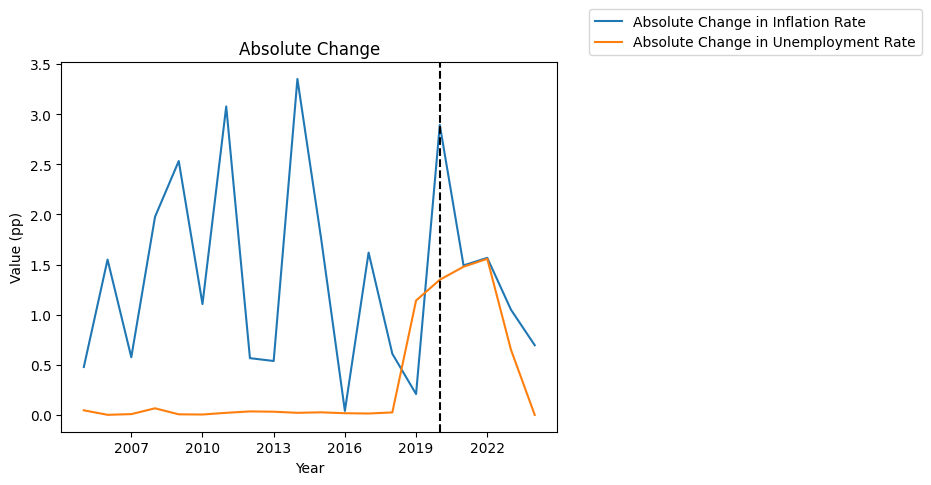 Absolute Change in Inflation Rate
Absolute Change in Unemployment Rate
Absolute Change
3.5
3.0
2.5
2.0
1.5
1.0
0.5
0.0
Value (pp)
2007 2010 2013 2016 2019 2022
Year